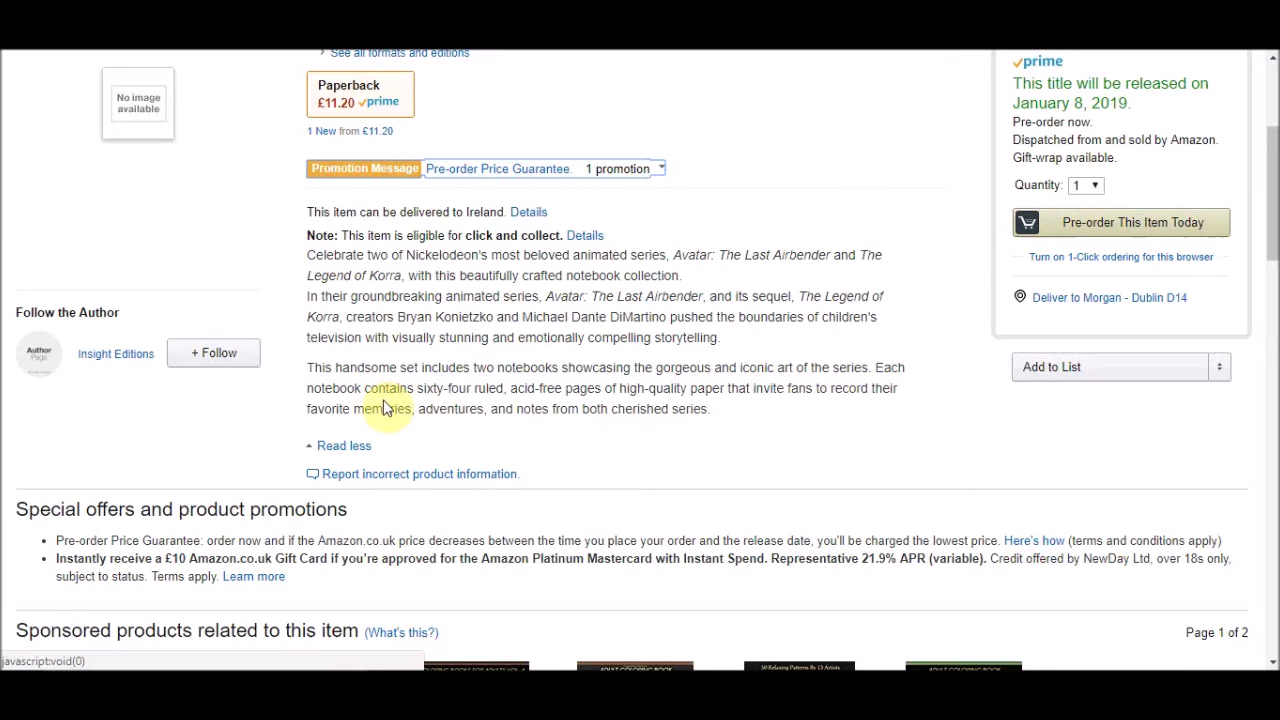 See all formats and editions
No image
available
Paperback
£11.20 prime
1 New from £11.20
Promotion Message Pre-order Price Guarantee. 1 promotion
This item can be delivered to Ireland. Details
Note: This item is eligible for click and collect. Details
Celebrate two of Nickelodeon's most beloved animated series, Avatar: The Last Airbender and The
Legend of Korra, with this beautifully crafted notebook collection.
In their groundbreaking animated series, Avatar: The Last Airbender, and its sequel, The Legend of
Korra, creators Bryan Konietzko and Michael Dante DiMartino pushed the boundaries of children's
television with visually stunning and emotionally compelling storytelling.
This handsome set includes two notebooks showcasing the gorgeous and iconic art of the series. Each
notebook contains sixty-four ruled, acid-free pages of high-quality paper that invite fans to record their
favorite memories, adventures, and notes from both cherished series.
Read less
Report incorrect product information.
prime
This title will be released on
January 8, 2019.
Pre-order now.
Dispatched from and sold by Amazon.
Gift-wrap available.
Quantity: 1
Pre-order This Item Today
Turn on 1-Click ordering for this browser
Deliver to Morgan - Dublin D14
Add to List
Follow the Author
Author
Page
Insight Editions
+ Follow
Special offers and product promotions
Pre-order Price Guarantee: order now and if the Amazon.co.uk price decreases between the time you place your order and the release date, you'll be charged the lowest price. Here's how (terms and conditions apply)
Instantly receive a £10 Amazon.co.uk Gift Card if you're approved for the Amazon Platinum Mastercard with Instant Spend. Representative 21.9% APR (variable). Credit offered by NewDay Ltd, over 18s only,
subject to status. Terms apply. Learn more
Sponsored products related to this item (What's this?)
Page 1 of 2
javascript:void(0)
ADULT COLORING BOOK
50 Relaxing Patterns By 13 Artists
ADULT COLORING BOOK